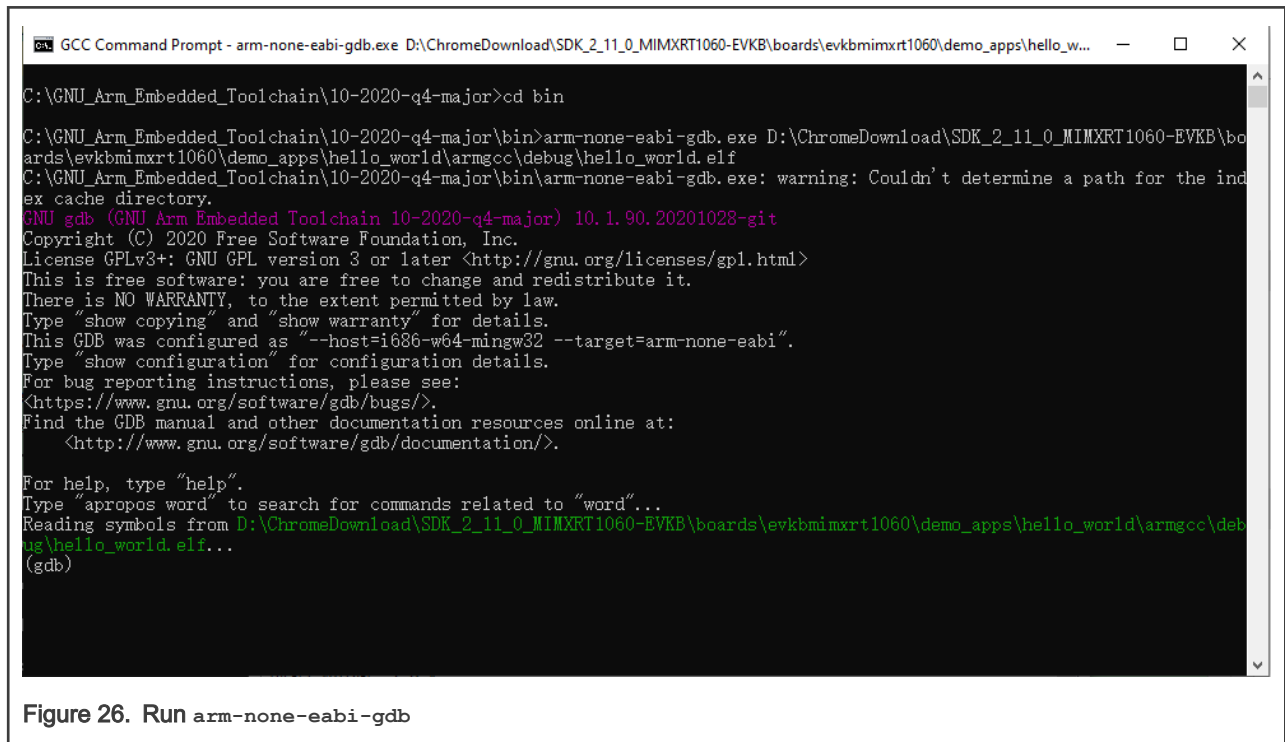 GCC Command Prompt - arm-none-eabi-gdb.exe D:\ChromeDownload\SDK_2_11_0_MIMXRT1060-EVKB\boards\evkbmimxrt1060\demo_apps\hello_w...
C:\GNU_Arm_Embedded_Toolchain\10-2020-q4-major>cd bin
C:\GNU_Arm_Embedded_Toolchain\10-2020-q4-major\bin>arm-none-eabi-gdb.exe D:\ChromeDownload\SDK_2_11_0_MIMXRT1060-EVKB\bo
ards\evkbmimxrt1060\demo_apps\hello_world\armgcc\debug\hello_world.elf
C:\GNU_Arm_Embedded_Toolchain\10-2020-q4-major\bin\arm-none-eabi-gdb.exe: warning: Couldn't determine a path for the ind
ex cache directory.
GNU gdb (GNU Arm Embedded Toolchain 10-2020-q4-major) 10.1.90.20201028-git
Copyright (C) 2020 Free Software Foundation, Inc.
License GPLv3+: GNU GPL version 3 or later <http://gnu.org/licenses/gpl.html>
This is free software: you are free to change and redistribute it.
There is NO WARRANTY, to the extent permitted by law.
Type "show copying" and "show warranty" for details.
This GDB was configured as "--host=i686-w64-mingw32 --target=arm-none-eabi".
Type "show configuration" for configuration details.
For bug reporting instructions, please see:
<https://www.gnu.org/software/gdb/bugs/>.
Find the GDB manual and other documentation resources online at:
    <http://www.gnu.org/software/gdb/documentation/>.
For help, type "help".
Type "apropos word" to search for commands related to "word"...
Reading symbols from D:\ChromeDownload\SDK_2_11_0_MIMXRT1060-EVKB\boards\evkbmimxrt1060\demo_apps\hello_world\armgcc\deb
ug\hello_world.elf...
(gdb)
Figure 26. Run arm-none-eabi-gdb